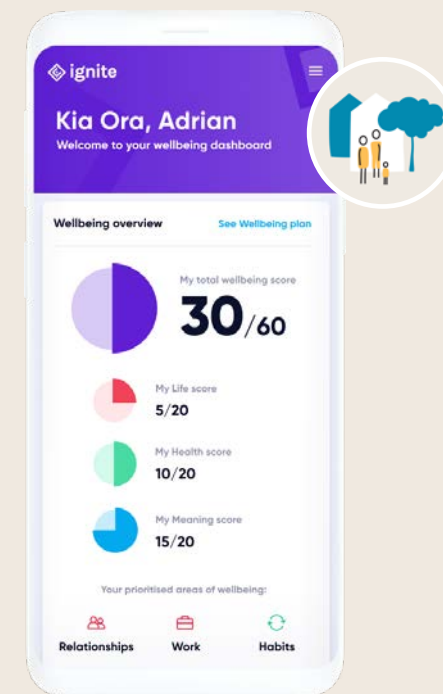 ignite
Kia Ora, Adrian
Welcome to your wellbeing dashboard
Wellbeing overview See Wellbeing plan
My total wellbeing score
30/60
My Life score
5/20
My Health score
10/20
My Meaning score
15/20
Your prioritised areas of wellbeing:
Relationships Work Habits